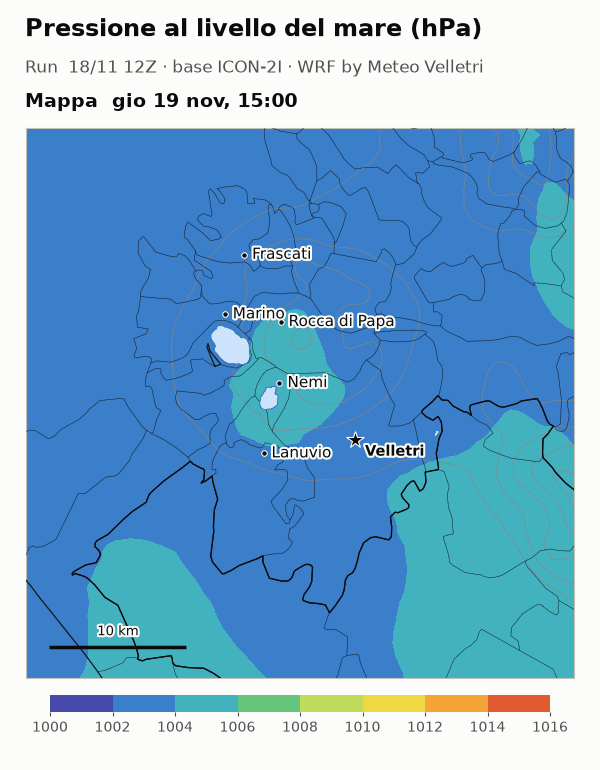 Pressione al livello del mare (hPa)
Run  18/11 12Z · base ICON-2I · WRF by Meteo Velletri
Mappa  gio 19 nov, 15:00
Frascati
Marino
Rocca di Papa
Nemi
Velletri
Lanuvio
10 km
1000 1002 1004 1006 1008 1010 1012 1014 1016